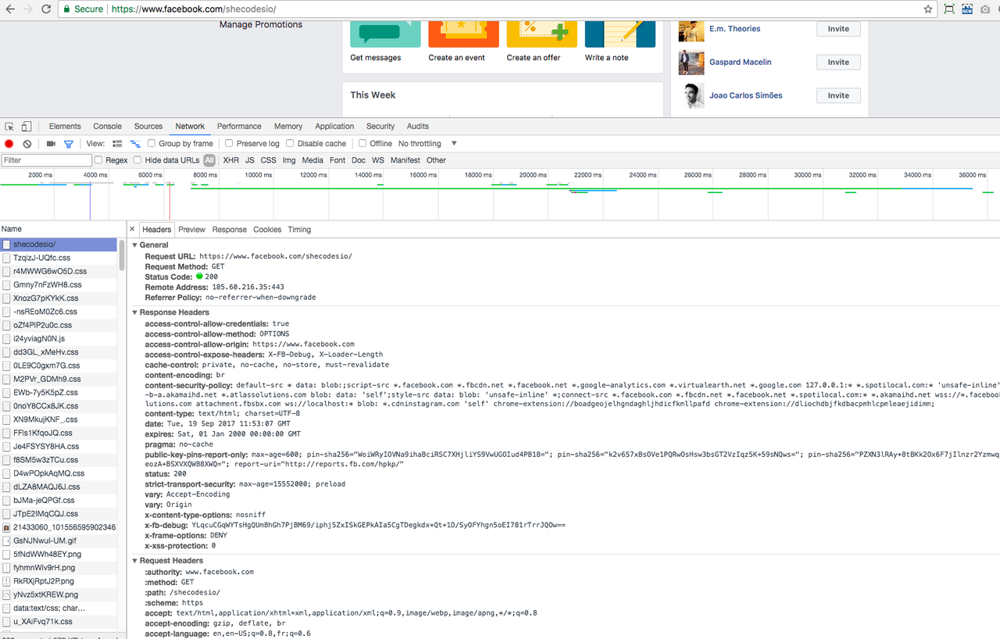 Secure https://www.facebook.com/shecodesio/
Manage Promotions
Get messages Create an event Create an offer Write a note
E.m. Theories Invite
Gaspard Macelin Invite
Joao Carlos Simões Invite
This Week
Elements Console Sources Network Performance Memory Application Security Audits
View: Group by frame Preserve log Disable cache Offline No throttling
Filter Regex Hide data URLs All XHR JS CSS Img Media Font Doc WS Manifest Other
2000 ms 4000 ms 6000 ms 8000 ms 10000 ms 12000 ms 14000 ms 16000 ms 18000 ms 20000 ms 22000 ms 24000 ms 26000 ms 28000 ms 30000 ms 32000 ms 34000 ms 36000 ms
Name
shecodesio/
TzqizJ-UQfc.css
r4MWWG6wO5D.css
Gmny7nFzWH8.css
XnozG7pKYkK.css
-nsREoM0Zc6.css
oZf4PIP2u0c.css
i24yviagN0N.js
dd3GL_xMeHv.css
0LE9C0gxm7G.css
M2PVr_GDMh9.css
EWb-7y5K5pZ.css
0noY8CCx8JK.css
XN9MkujKNF_.css
FFls1KfqoJQ.css
Je4FSYSY8HA.css
f8SM5w3zTCu.css
D4wPOpkAqMQ.css
dLZA8MAQJ6J.css
bJMa-jeQPGf.css
JTpE2IMqCQJ.css
21433060_101556595902346
GsNJNwuI-UM.gif
5fNdWWh48EY.png
fyhmnWiv9rH.png
RkRXjRptJ2P.png
yNvz5xtKREW.png
data:text/css; char…
u_XAiFvq71k.css
Headers Preview Response Cookies Timing
General
Request URL: https://www.facebook.com/shecodesio/
Request Method: GET
Status Code: 200
Remote Address: 185.60.216.35:443
Referrer Policy: no-referrer-when-downgrade
Response Headers
access-control-allow-credentials: true
access-control-allow-method: OPTIONS
access-control-allow-origin: https://www.facebook.com
access-control-expose-headers: X-FB-Debug, X-Loader-Length
cache-control: private, no-cache, no-store, must-revalidate
content-encoding: br
content-security-policy: default-src * data: blob:;script-src *.facebook.com *.fbcdn.net *.facebook.net *.google-analytics.com *.virtualearth.net *.google.com 127.0.0.1:* *.spotilocal.com:* 'unsafe-inline'
-b-a.akamaihd.net *.atlassolutions.com blob: data: 'self';style-src data: blob: 'unsafe-inline' *;connect-src *.facebook.com *.fbcdn.net *.facebook.net *.spotilocal.com:* *.akamaihd.net wss://*.facebo
lutions.com attachment.fbsbx.com ws://localhost:* blob: *.cdninstagram.com 'self' chrome-extension://boadgeojelhgndaghljhdicfkmllpafd chrome-extension://dliochdbjfkdbacpmhlcpmleaejidimm;
content-type: text/html; charset=UTF-8
date: Tue, 19 Sep 2017 11:53:07 GMT
expires: Sat, 01 Jan 2000 00:00:00 GMT
pragma: no-cache
public-key-pins-report-only: max-age=600; pin-sha256="WoiWRyIOVNa9ihaBciRSC7XHjliYS9VwUGOIud4PB18="; pin-sha256="k2v657xBsOVe1PQRwOsHsw3bsGT2VzIqz5K+59sNQws="; pin-sha256="PZXN3lRAy+8tBKk2Ox6F7jIlnzr2Yzmwq
eozA+BSXVXQWB8XWQ="; report-uri="http://reports.fb.com/hpkp/"
status: 200
strict-transport-security: max-age=15552000; preload
vary: Accept-Encoding
vary: Origin
x-content-type-options: nosniff
x-fb-debug: YLqcuCGqWYTsHgQUmBhGh7PjBM69/iphj5ZxISkGEPkAIa5CgTDegkdx+Qt+1D/SyOFYhgn5oEI781rTrrJQOw==
x-frame-options: DENY
x-xss-protection: 0
Request Headers
:authority: www.facebook.com
:method: GET
:path: /shecodesio/
:scheme: https
accept: text/html,application/xhtml+xml,application/xml;q=0.9,image/webp,image/apng,*/*;q=0.8
accept-encoding: gzip, deflate, br
accept-language: en,en-US;q=0.8,fr;q=0.6